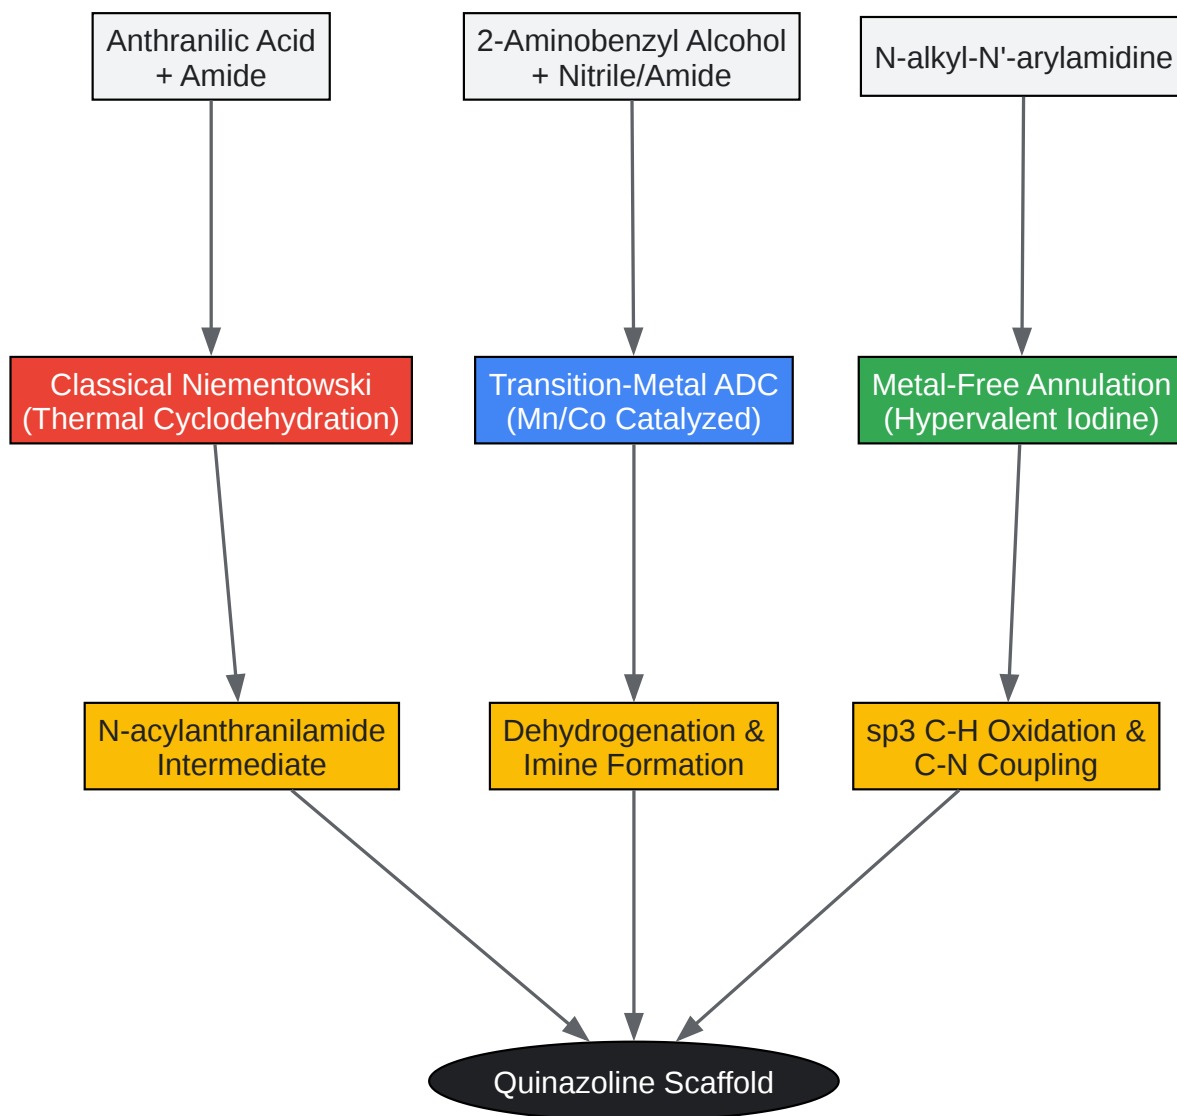 Anthranilic Acid
+ Amide
2-Aminobenzyl Alcohol
+ Nitrile/Amide
N-alkyl-N'-arylamidine
Classical Niementowski
(Thermal Cyclodehydration)
Transition-Metal ADC
(Mn/Co Catalyzed)
Metal-Free Annulation
(Hypervalent Iodine)
N-acylanthranilamide
Intermediate
Dehydrogenation &
Imine Formation
sp3 C-H Oxidation &
C-N Coupling
Quinazoline Scaffold